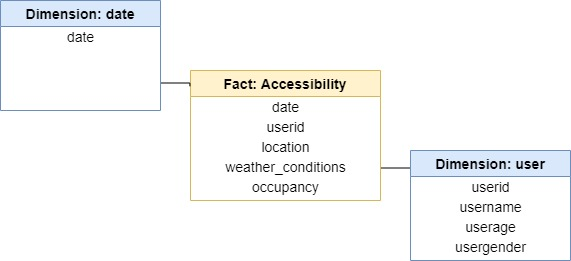 Dimension: date
date
Fact: Accessibility
date
userid
location
weather_conditions
occupancy
Dimension: user
userid
username
userage
usergender